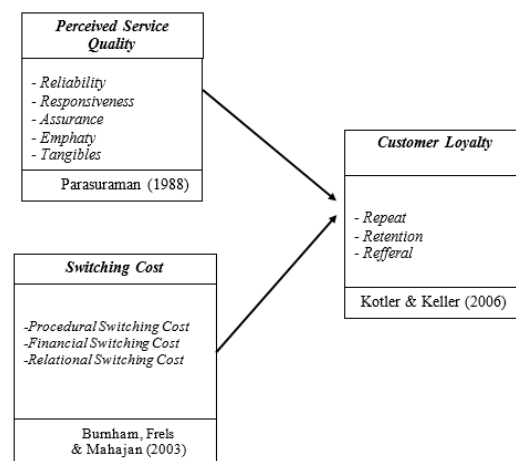 Perceived Service
Quality
- Reliability
- Responsiveness
- Assurance
- Emphaty
- Tangibles
Parasuraman (1988)
Switching Cost
-Procedural Switching Cost
-Financial Switching Cost
-Relational Switching Cost
Burnham, Frels
& Mahajan (2003)
Customer Loyalty
- Repeat
- Retention
- Refferal
Kotler & Keller (2006)